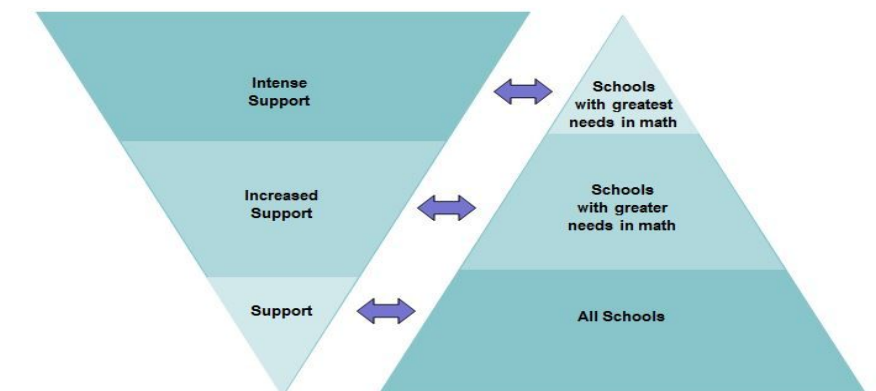 Intense
Support
Schools
with greatest
needs in math
Increased
Support
Schools
with greater
needs in math
Support
All Schools